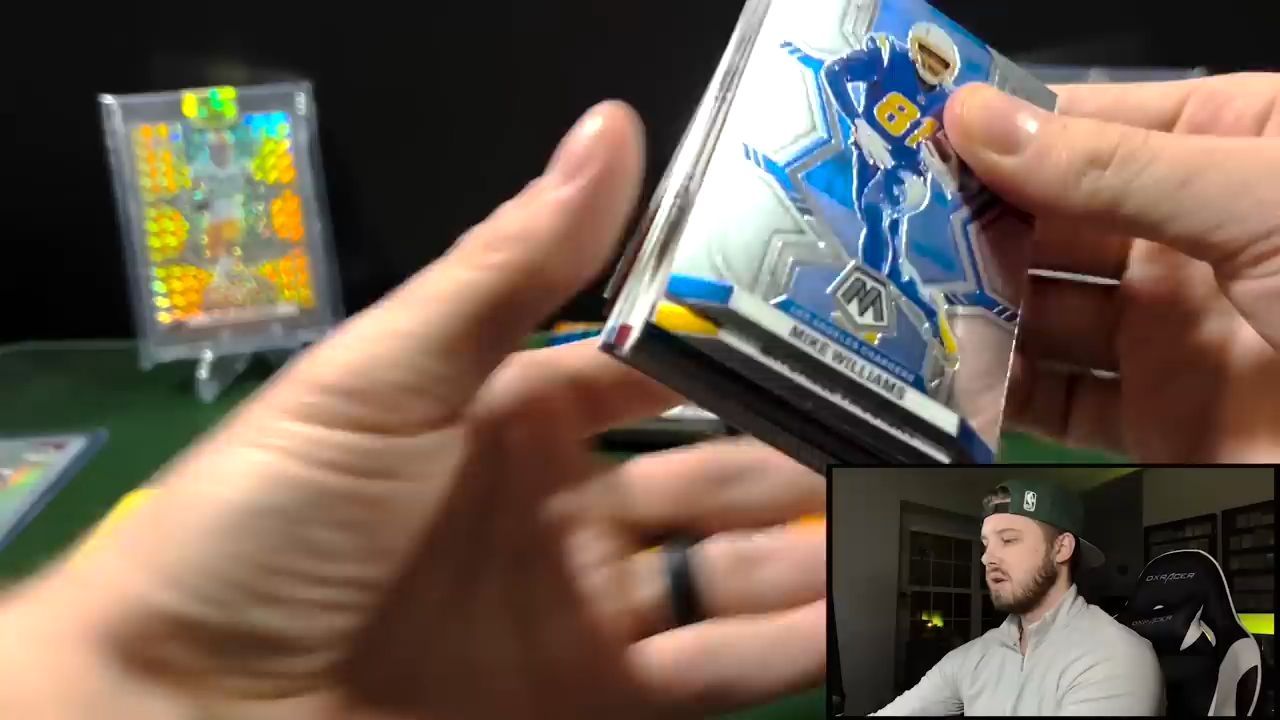 81
LOS ANGELES CHARGERS
MIKE WILLIAMS
DXRACER
DXRACER